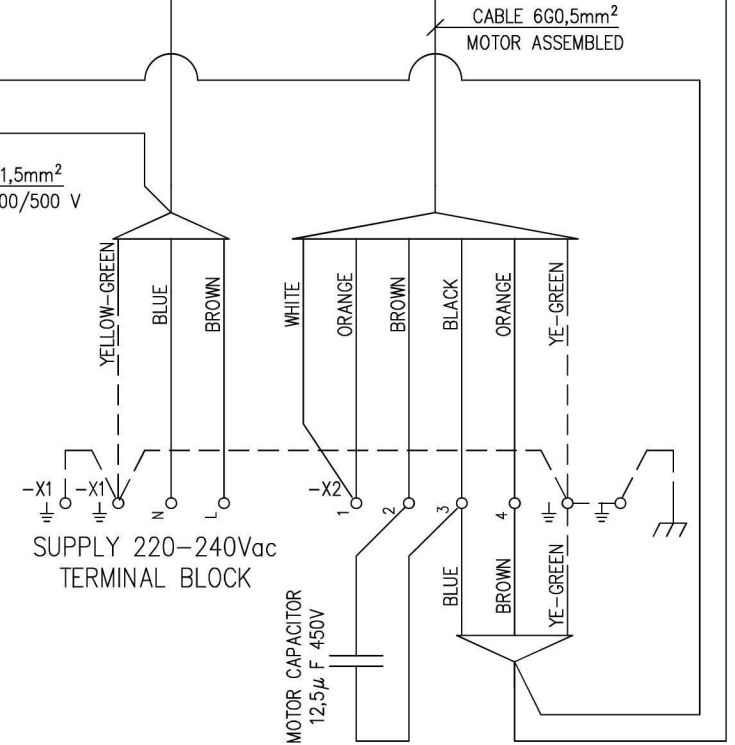 CABLE 6G0,5mm²
MOTOR ASSEMBLED
1,5mm²
00/500 V
YELLOW-GREEN
BLUE
BROWN
WHITE
ORANGE
BROWN
BLACK
ORANGE
YE-GREEN
-X1
-X1
N
L
-X2
1
2
3
4
SUPPLY 220-240Vac
TERMINAL BLOCK
BLUE
BROWN
YE-GREEN
MOTOR CAPACITOR
12,5µ F 450V